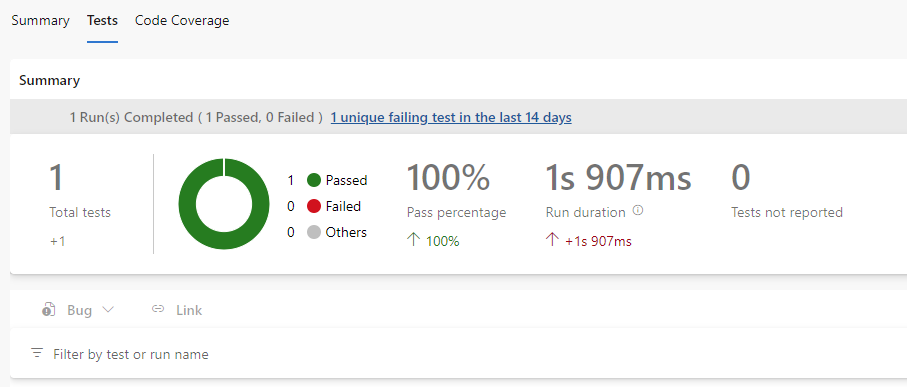 Summary Tests Code Coverage
Summary
1 Run(s) Completed ( 1 Passed, 0 Failed ) 1 unique failing test in the last 14 days
1
Total tests
+1
1 Passed
0 Failed
0 Others
100%
Pass percentage
100%
1s 907ms
Run duration
+1s 907ms
0
Tests not reported
Bug Link
Filter by test or run name